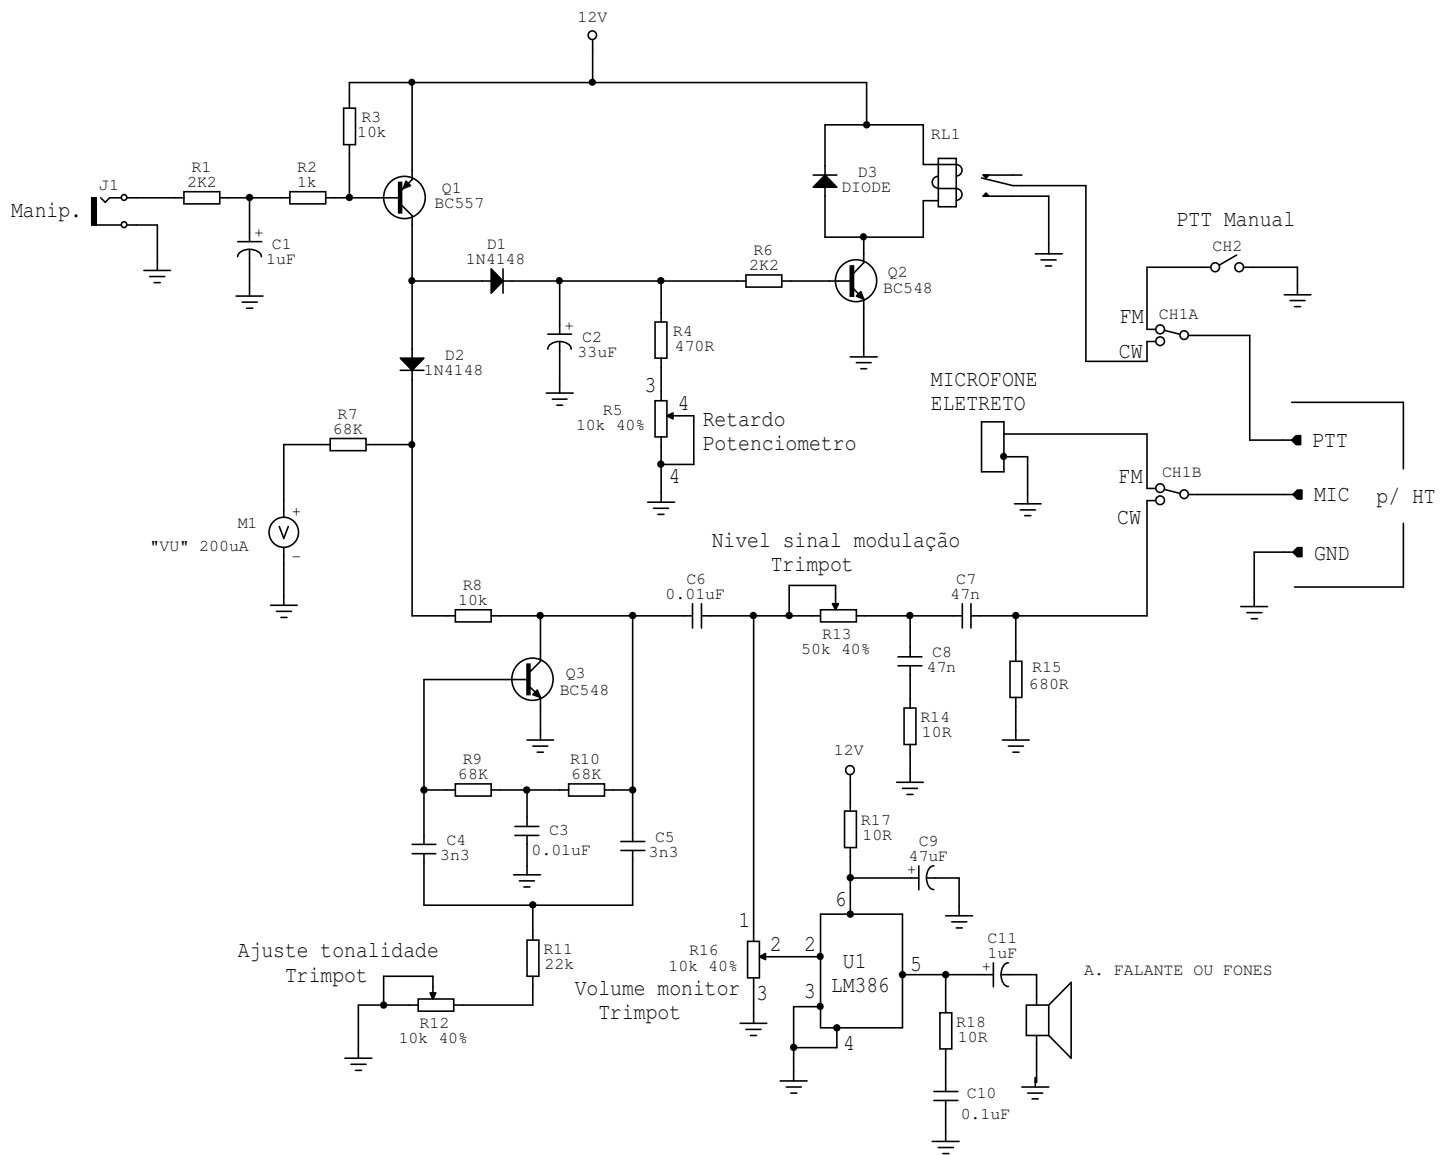 12V
R3
10k
RL1
R1
2K2
R2
1k
J1
Manip.
Q1
BC557
D3
DIODE
C1
1uF
+
D1
1N4148
R6
2K2
Q2
BC548
PTT Manual
CH2
FM
CH1A
CW
+
C2
33uF
R4
470R
D2
1N4148
3
R5
10k 40%
4
4
Retardo
Potenciometro
MICROFONE
ELETRETO
R7
68K
PTT
FM
CH1B
MIC
p/ HT
CW
M1
+
V
−
"VU" 200uA
GND
Nivel sinal modulação
Trimpot
R8
10k
C6
0.01uF
C7
47n
R13
50k 40%
C8
47n
R15
680R
Q3
BC548
R14
10R
12V
R9
68K
R10
68K
R17
10R
C4
3n3
C3
0.01uF
C5
3n3
C9
47uF
+
6
1
Ajuste tonalidade
Trimpot
R11
22k
R16
10k 40%
2
2
U1
LM386
5
C11
1uF
+
A. FALANTE OU FONES
Volume monitor
Trimpot
3
3
4
R12
10k 40%
R18
10R
C10
0.1uF